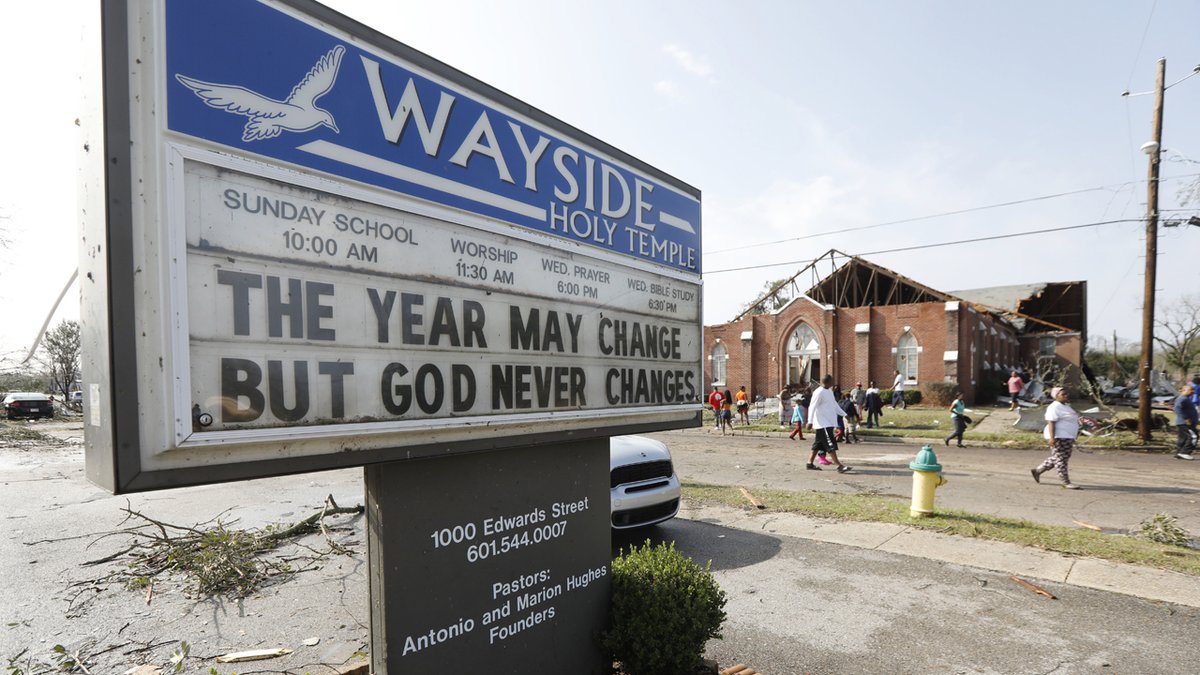 WAYSIDE
HOLY TEMPLE
SUNDAY SCHOOL
10:00 AM
WORSHIP
11:30 AM
WED. PRAYER
6:00 PM
WED. BIBLE STUDY
6:30 PM
THE YEAR MAY CHANGE
BUT GOD NEVER CHANGES.
1000 Edwards Street
601.544.0007
Pastors:
Antonio and Marion Hughes
Founders